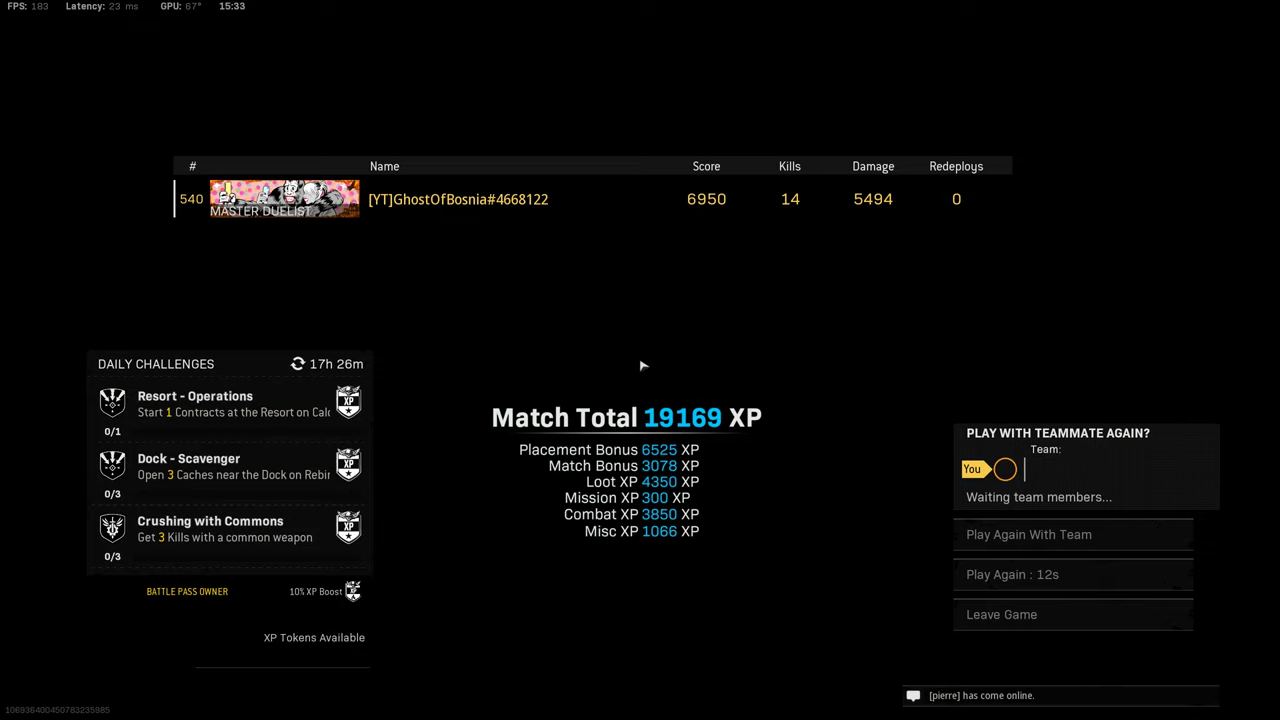 FPS: 183 Latency: 23 ms GPU: 67° 15:33
# Name Score Kills Damage Redeploys
540 MASTER DUELIST [YT]GhostOfBosnia#4668122 6950 14 5494 0
DAILY CHALLENGES 17h 26m
Resort - Operations
Start 1 Contracts at the Resort on Calc
XP
0/1
Dock - Scavenger
Open 3 Caches near the Dock on Rebir
XP
0/3
Crushing with Commons
Get 3 Kills with a common weapon
XP
0/3
BATTLE PASS OWNER 10% XP Boost
XP Tokens Available
Match Total 19169 XP
Placement Bonus 6525 XP
Match Bonus 3078 XP
Loot XP 4350 XP
Mission XP 300 XP
Combat XP 3850 XP
Misc XP 1066 XP
PLAY WITH TEAMMATE AGAIN?
Team:
You
Waiting team members...
Play Again With Team
Play Again : 12s
Leave Game
[pierre] has come online.
106936400450783235985